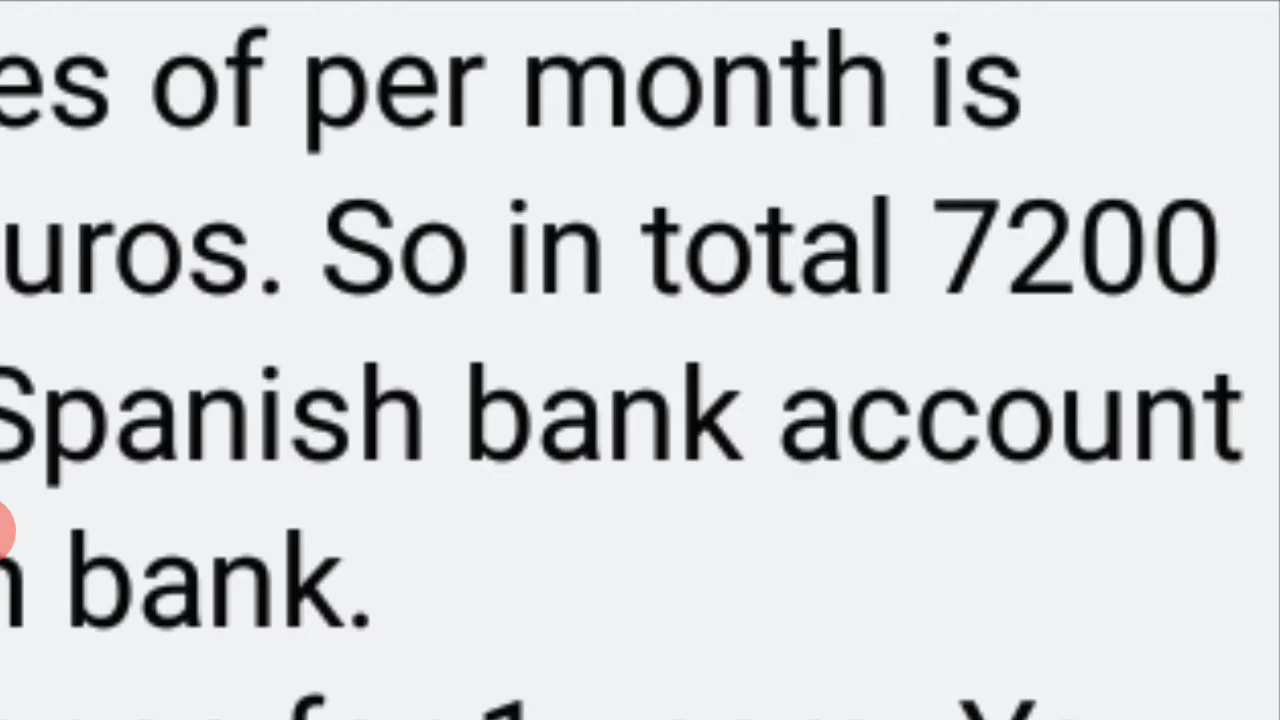 es of per month is
uros. So in total 7200
Spanish bank account
bank.